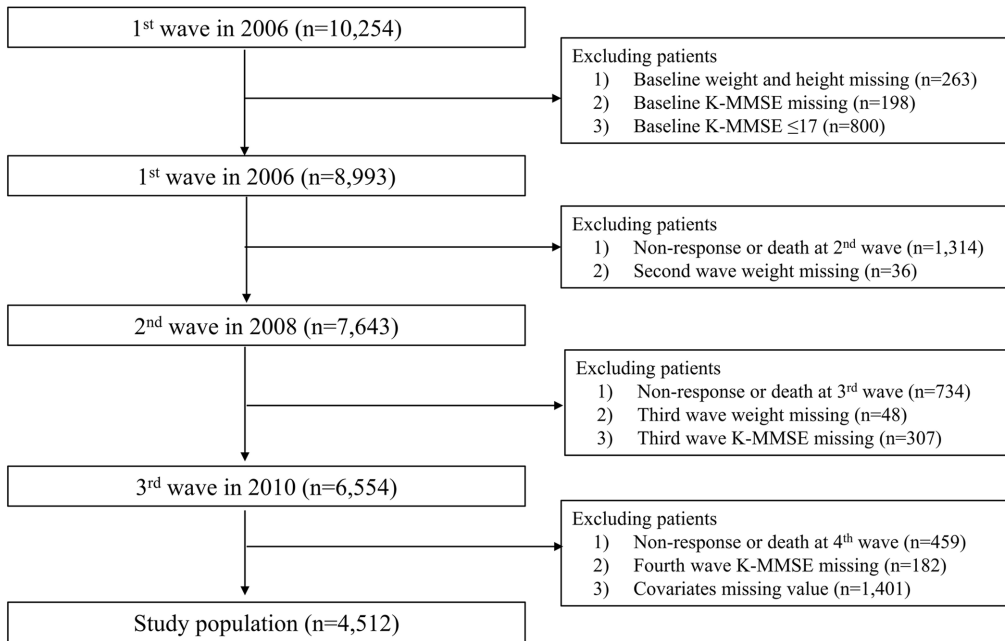 1st wave in 2006 (n=10,254)
Excluding patients
1) Baseline weight and height missing (n=263)
2) Baseline K-MMSE missing (n=198)
3) Baseline K-MMSE ≤17 (n=800)
1st wave in 2006 (n=8,993)
Excluding patients
1) Non-response or death at 2nd wave (n=1,314)
2) Second wave weight missing (n=36)
2nd wave in 2008 (n=7,643)
Excluding patients
1) Non-response or death at 3rd wave (n=734)
2) Third wave weight missing (n=48)
3) Third wave K-MMSE missing (n=307)
3rd wave in 2010 (n=6,554)
Excluding patients
1) Non-response or death at 4th wave (n=459)
2) Fourth wave K-MMSE missing (n=182)
3) Covariates missing value (n=1,401)
Study population (n=4,512)